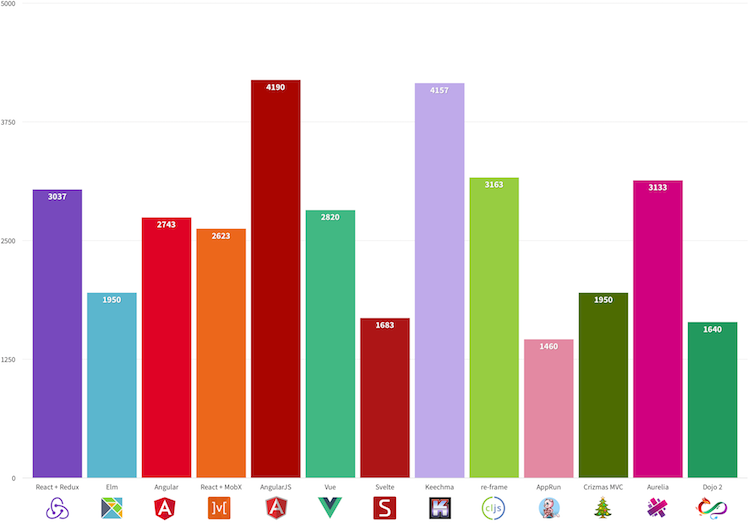 5000
3750
2500
1250
0
3037
1950
2743
2623
4190
2820
1683
4157
3163
1460
1950
3133
1640
React + Redux
Elm
Angular
React + MobX
AngularJS
Vue
Svelte
Keechma
re-frame
AppRun
Crizmas MVC
Aurelia
Dojo 2
]v[
A
A
S
K
cljs